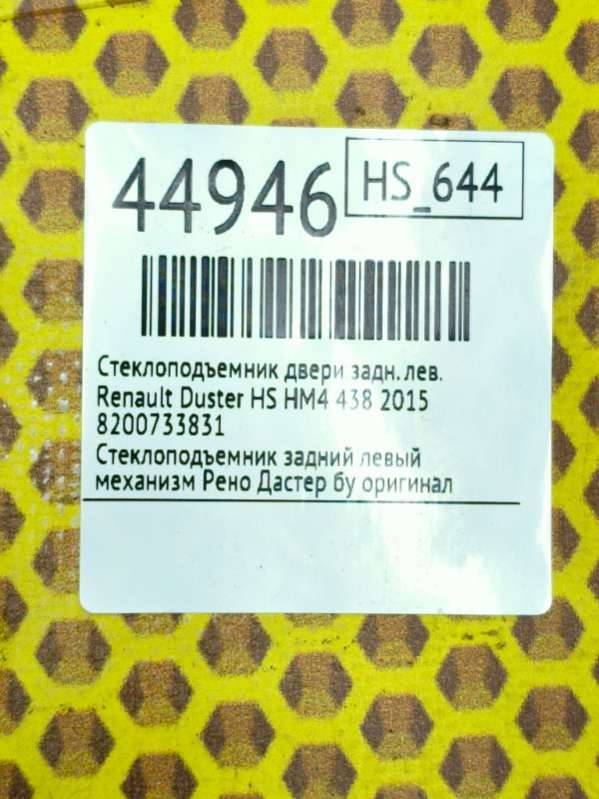 44946
HS_644
Стеклоподъемник двери задн. лев.
Renault Duster HS HM4 438 2015
8200733831
Стеклоподъемник задний левый
механизм Рено Дастер бу оригинал